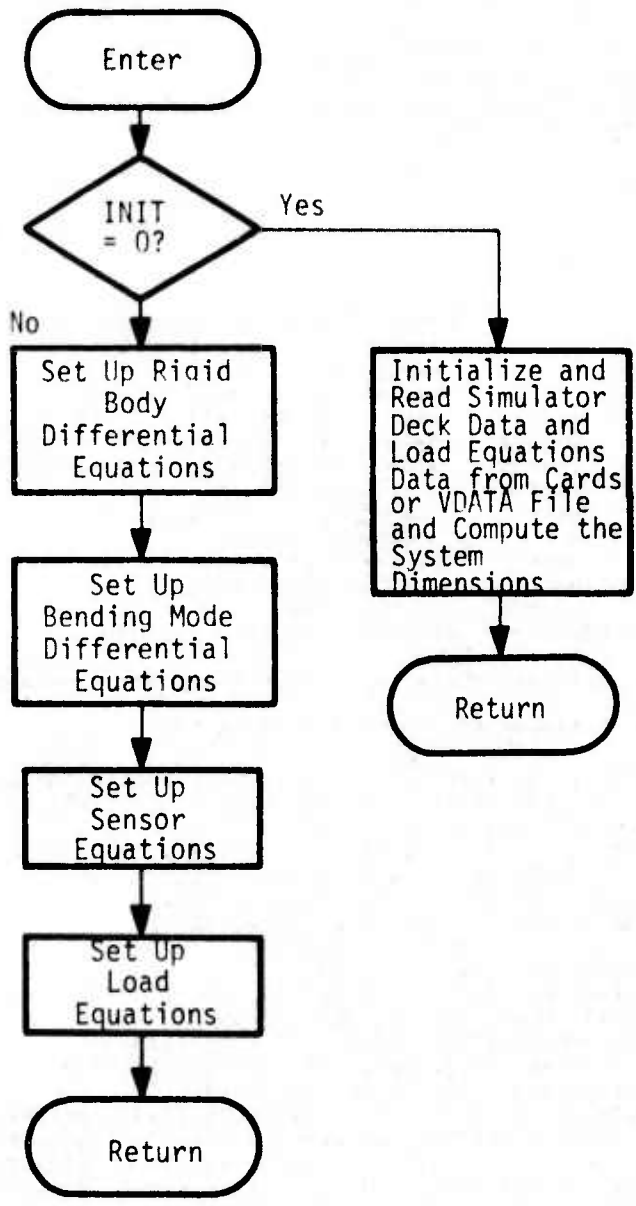 Enter
INIT
= 0?
Yes
No
Set Up Rigid
Body
Differential
Equations
Initialize and
Read Simulator
Deck Data and
Load Equations
Data from Cards
or VDATA File
and Compute the
System
Dimensions
Set Up
Bending Mode
Differential
Equations
Return
Set Up
Sensor
Equations
Set Up
Load
Equations
Return